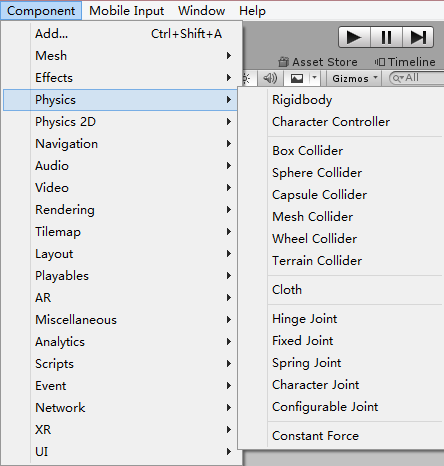 Component Mobile Input Window Help
Add... Ctrl+Shift+A
Mesh
Effects
Physics
Physics 2D
Navigation
Audio
Video
Rendering
Tilemap
Layout
Playables
AR
Miscellaneous
Analytics
Scripts
Event
Network
XR
UI
Asset Store Timeline
Gizmos All
Rigidbody
Character Controller
Box Collider
Sphere Collider
Capsule Collider
Mesh Collider
Wheel Collider
Terrain Collider
Cloth
Hinge Joint
Fixed Joint
Spring Joint
Character Joint
Configurable Joint
Constant Force